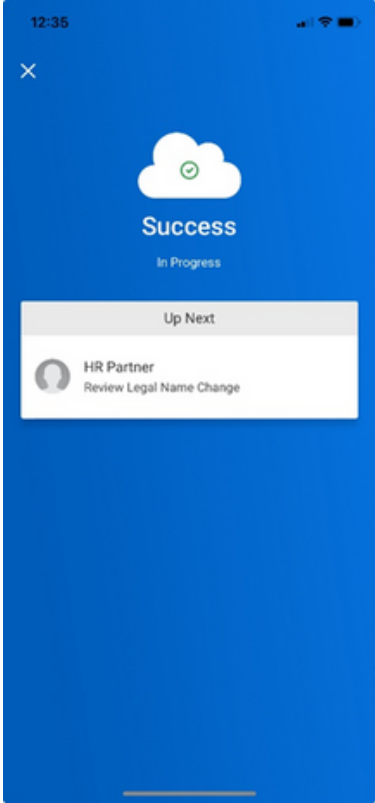 12:35
Success
In Progress
Up Next
HR Partner
Review Legal Name Change